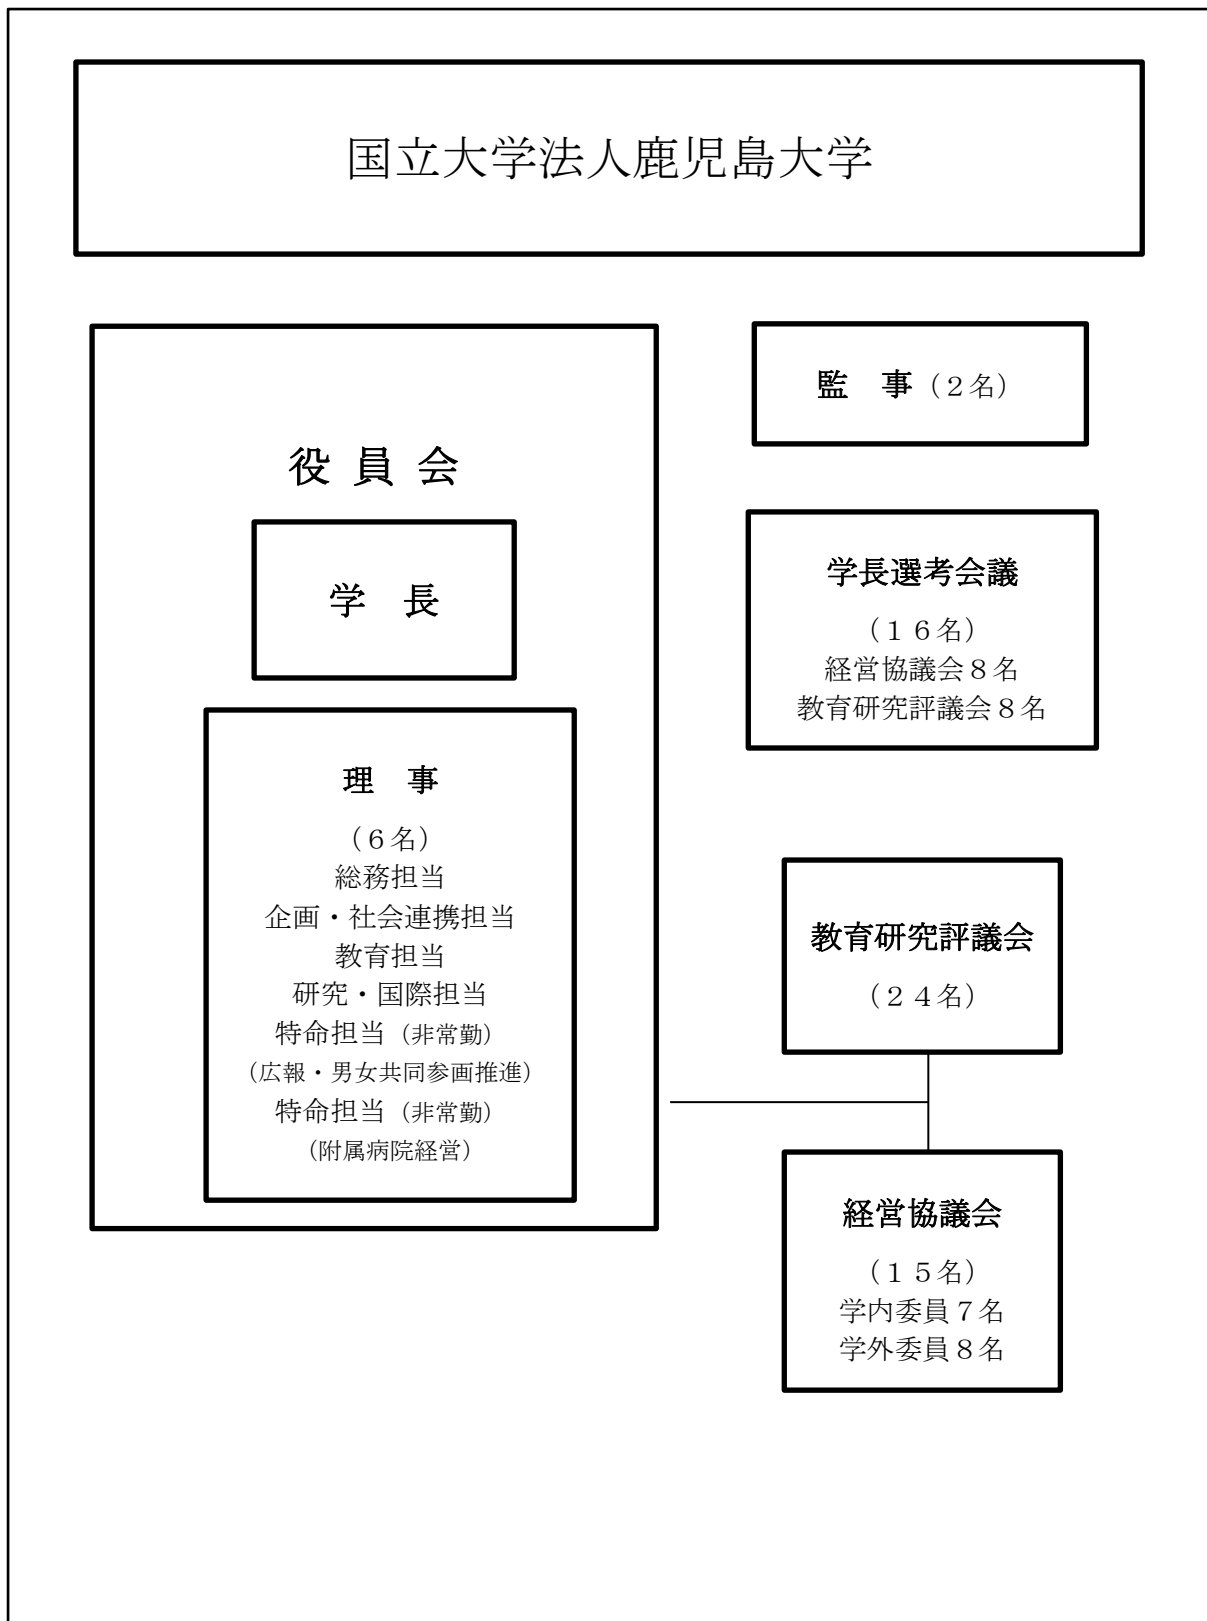 国立大学法人鹿児島大学
役員会
学　長
理　事
（６名）
総務担当
企画・社会連携担当
教育担当
研究・国際担当
特命担当（非常勤）
（広報・男女共同参画推進）
特命担当（非常勤）
（附属病院経営）
監　事（２名）
学長選考会議
（１６名）
経営協議会８名
教育研究評議会８名
教育研究評議会
（２４名）
経営協議会
（１５名）
学内委員７名
学外委員８名